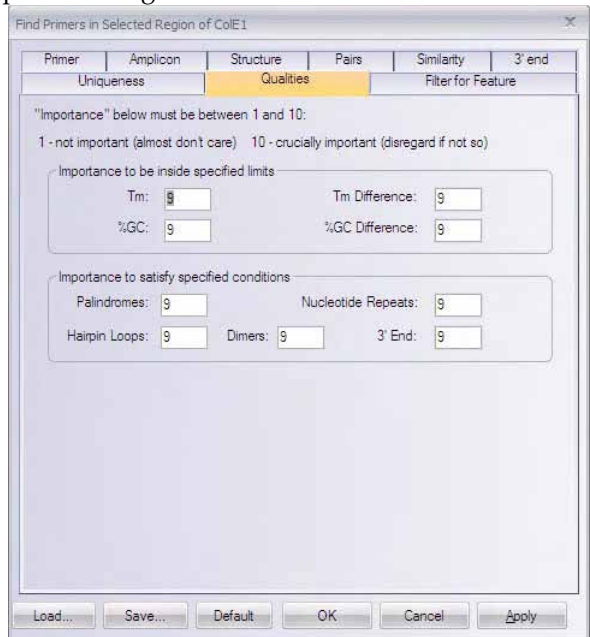 Find Primers in Selected Region of ColE1 X
Primer Amplicon Structure Pairs Similarity 3' end
Uniqueness Qualities Filter for Feature
"Importance" below must be between 1 and 10:
1 - not important (almost don't care) 10 - crucially important (disregard if not so)
Importance to be inside specified limits
Tm: 9 Tm Difference: 9
%GC: 9 %GC Difference: 9
Importance to satisfy specified conditions
Palindromes: 9 Nucleotide Repeats: 9
Hairpin Loops: 9 Dimers: 9 3' End: 9
Load... Save... Default OK Cancel Apply